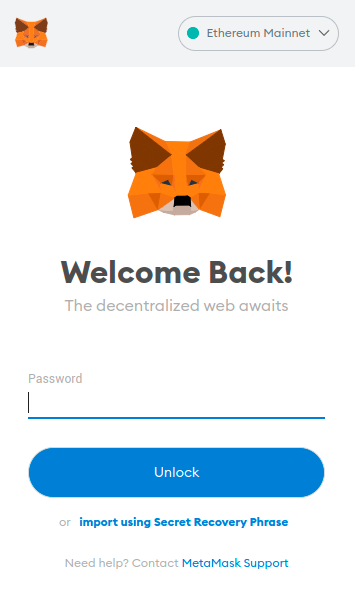 Ethereum Mainnet
Welcome Back!
The decentralized web awaits
Password
Unlock
or import using Secret Recovery Phrase
Need help? Contact MetaMask Support